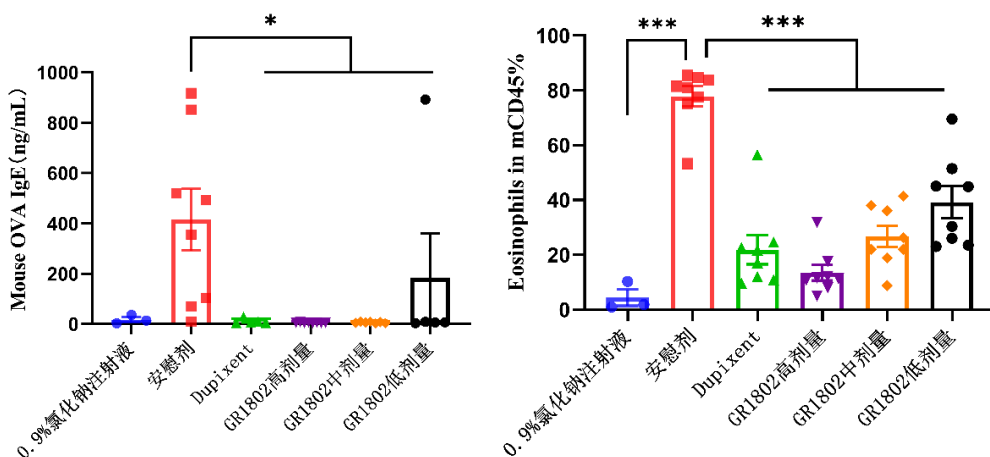 *
Mouse OVA IgE(ng/mL)
1000
800
600
400
200
0
0.9%氯化钠注射液
安慰剂
Dupixent
GR1802高剂量
GR1802中剂量
GR1802低剂量
***
***
Eosinophils in mCD45%
100
80
60
40
20
0
0.9%氯化钠注射液
安慰剂
Dupixent
GR1802高剂量
GR1802中剂量
GR1802低剂量